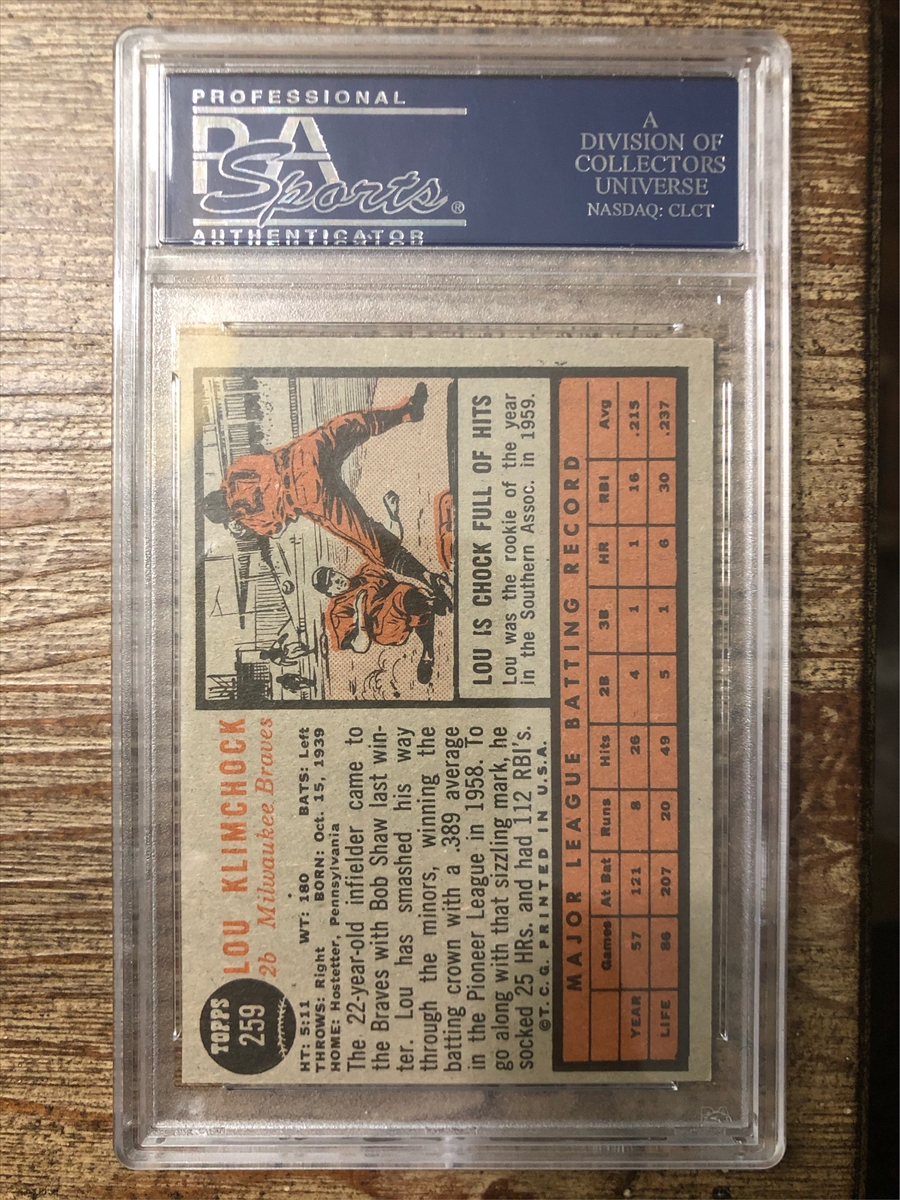 PROFESSIONAL
PSA
Sports®
AUTHENTICATOR
A
DIVISION OF
COLLECTORS
UNIVERSE
NASDAQ: CLCT
TOPPS
259
LOU KLIMCHOCK
2b Milwaukee Braves
HT: 5:11 WT: 180 BATS: Left
THROWS: Right BORN: Oct. 15, 1939
HOME: Hostetter, Pennsylvania
The 22-year-old infielder came to
the Braves with Bob Shaw last win-
ter. Lou has smashed his way
through the minors, winning the
batting crown with a .389 average
in the Pioneer League in 1958. To
go along with that sizzling mark, he
socked 25 HRs. and had 112 RBI's.
©T. C. G. PRINTED IN U.S.A.
LOU IS CHOCK FULL OF HITS
Lou was the rookie of the year
in the Southern Assoc. in 1959.
MAJOR LEAGUE BATTING RECORD
Games At Bat Runs Hits 2B 3B HR RBI Avg
YEAR 57 121 8 26 4 1 1 16 .215
LIFE 86 207 20 49 5 1 6 30 .237